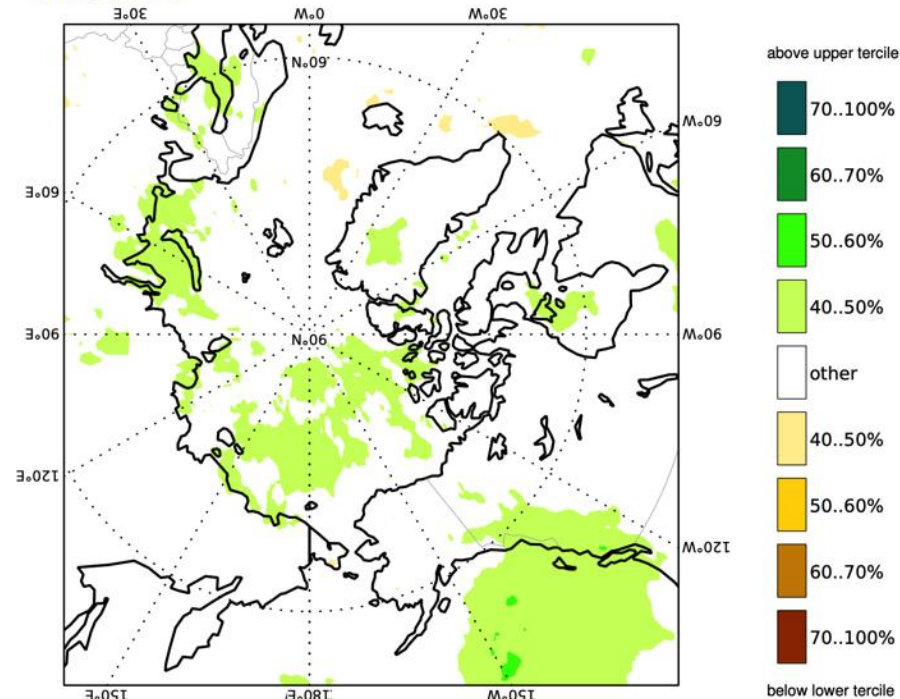 30°E
0°W
30°W
60°N
above upper tercile
70..100%
60°W
60..70%
60°E
50..60%
40..50%
90°E
90°N
90°W
other
40..50%
120°E
50..60%
120°W
60..70%
70..100%
150°E
180°E
150°W
below lower tercile